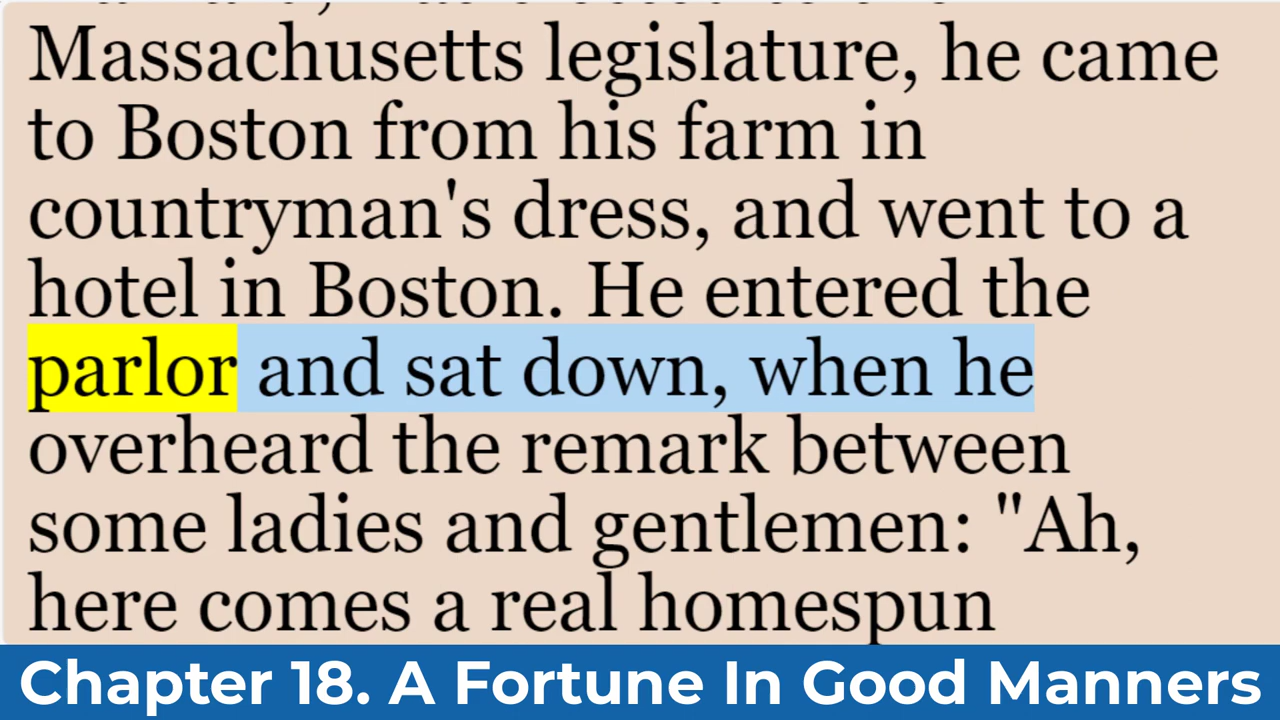 Massachusetts legislature, he came
to Boston from his farm in
countryman's dress, and went to a
hotel in Boston. He entered the
parlor and sat down, when he
overheard the remark between
some ladies and gentlemen: "Ah,
here comes a real homespun
Chapter 18. A Fortune In Good Manners